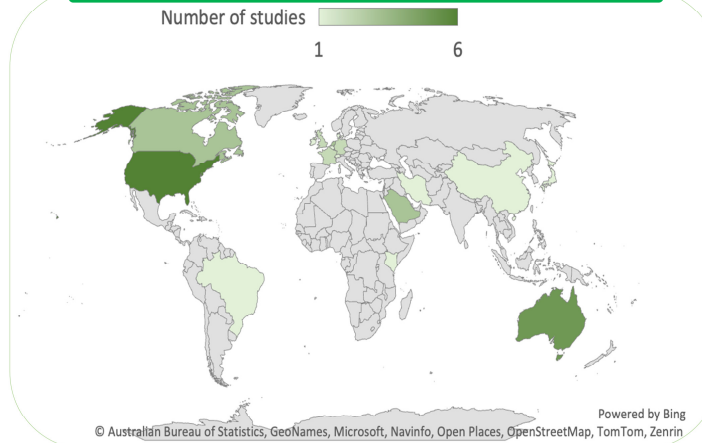 Number of studies
1 6
Powered by Bing
© Australian Bureau of Statistics, GeoNames, Microsoft, Navinfo, Open Places, OpenStreetMap, TomTom, Zenrin